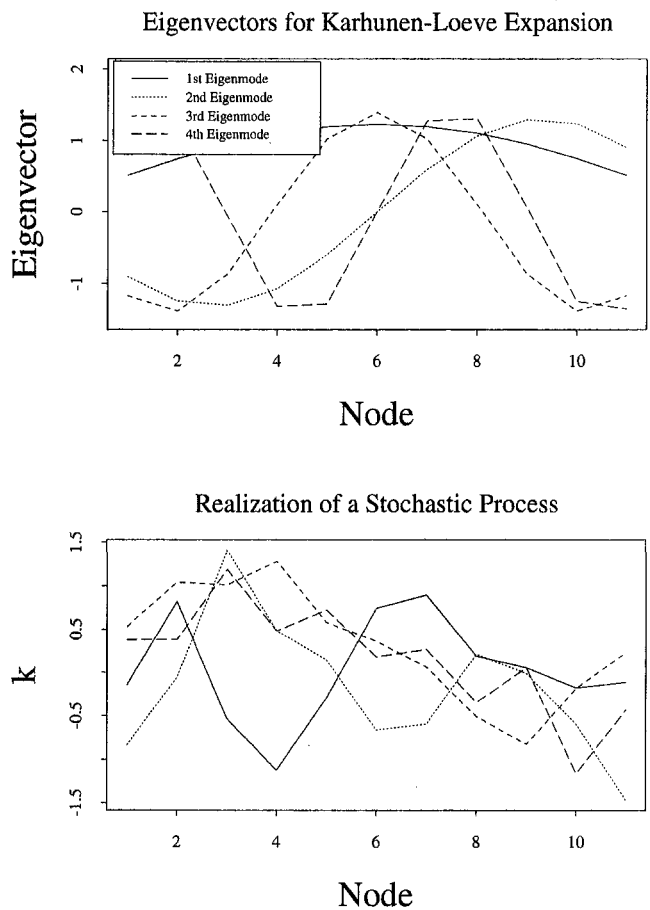 Eigenvectors for Karhunen-Loeve Expansion
1st Eigenmode
2nd Eigenmode
3rd Eigenmode
4th Eigenmode
Eigenvector
2
1
0
-1
2 4 6 8 10
Node
Realization of a Stochastic Process
k
1.5
0.5
-0.5
-1.5
2 4 6 8 10
Node